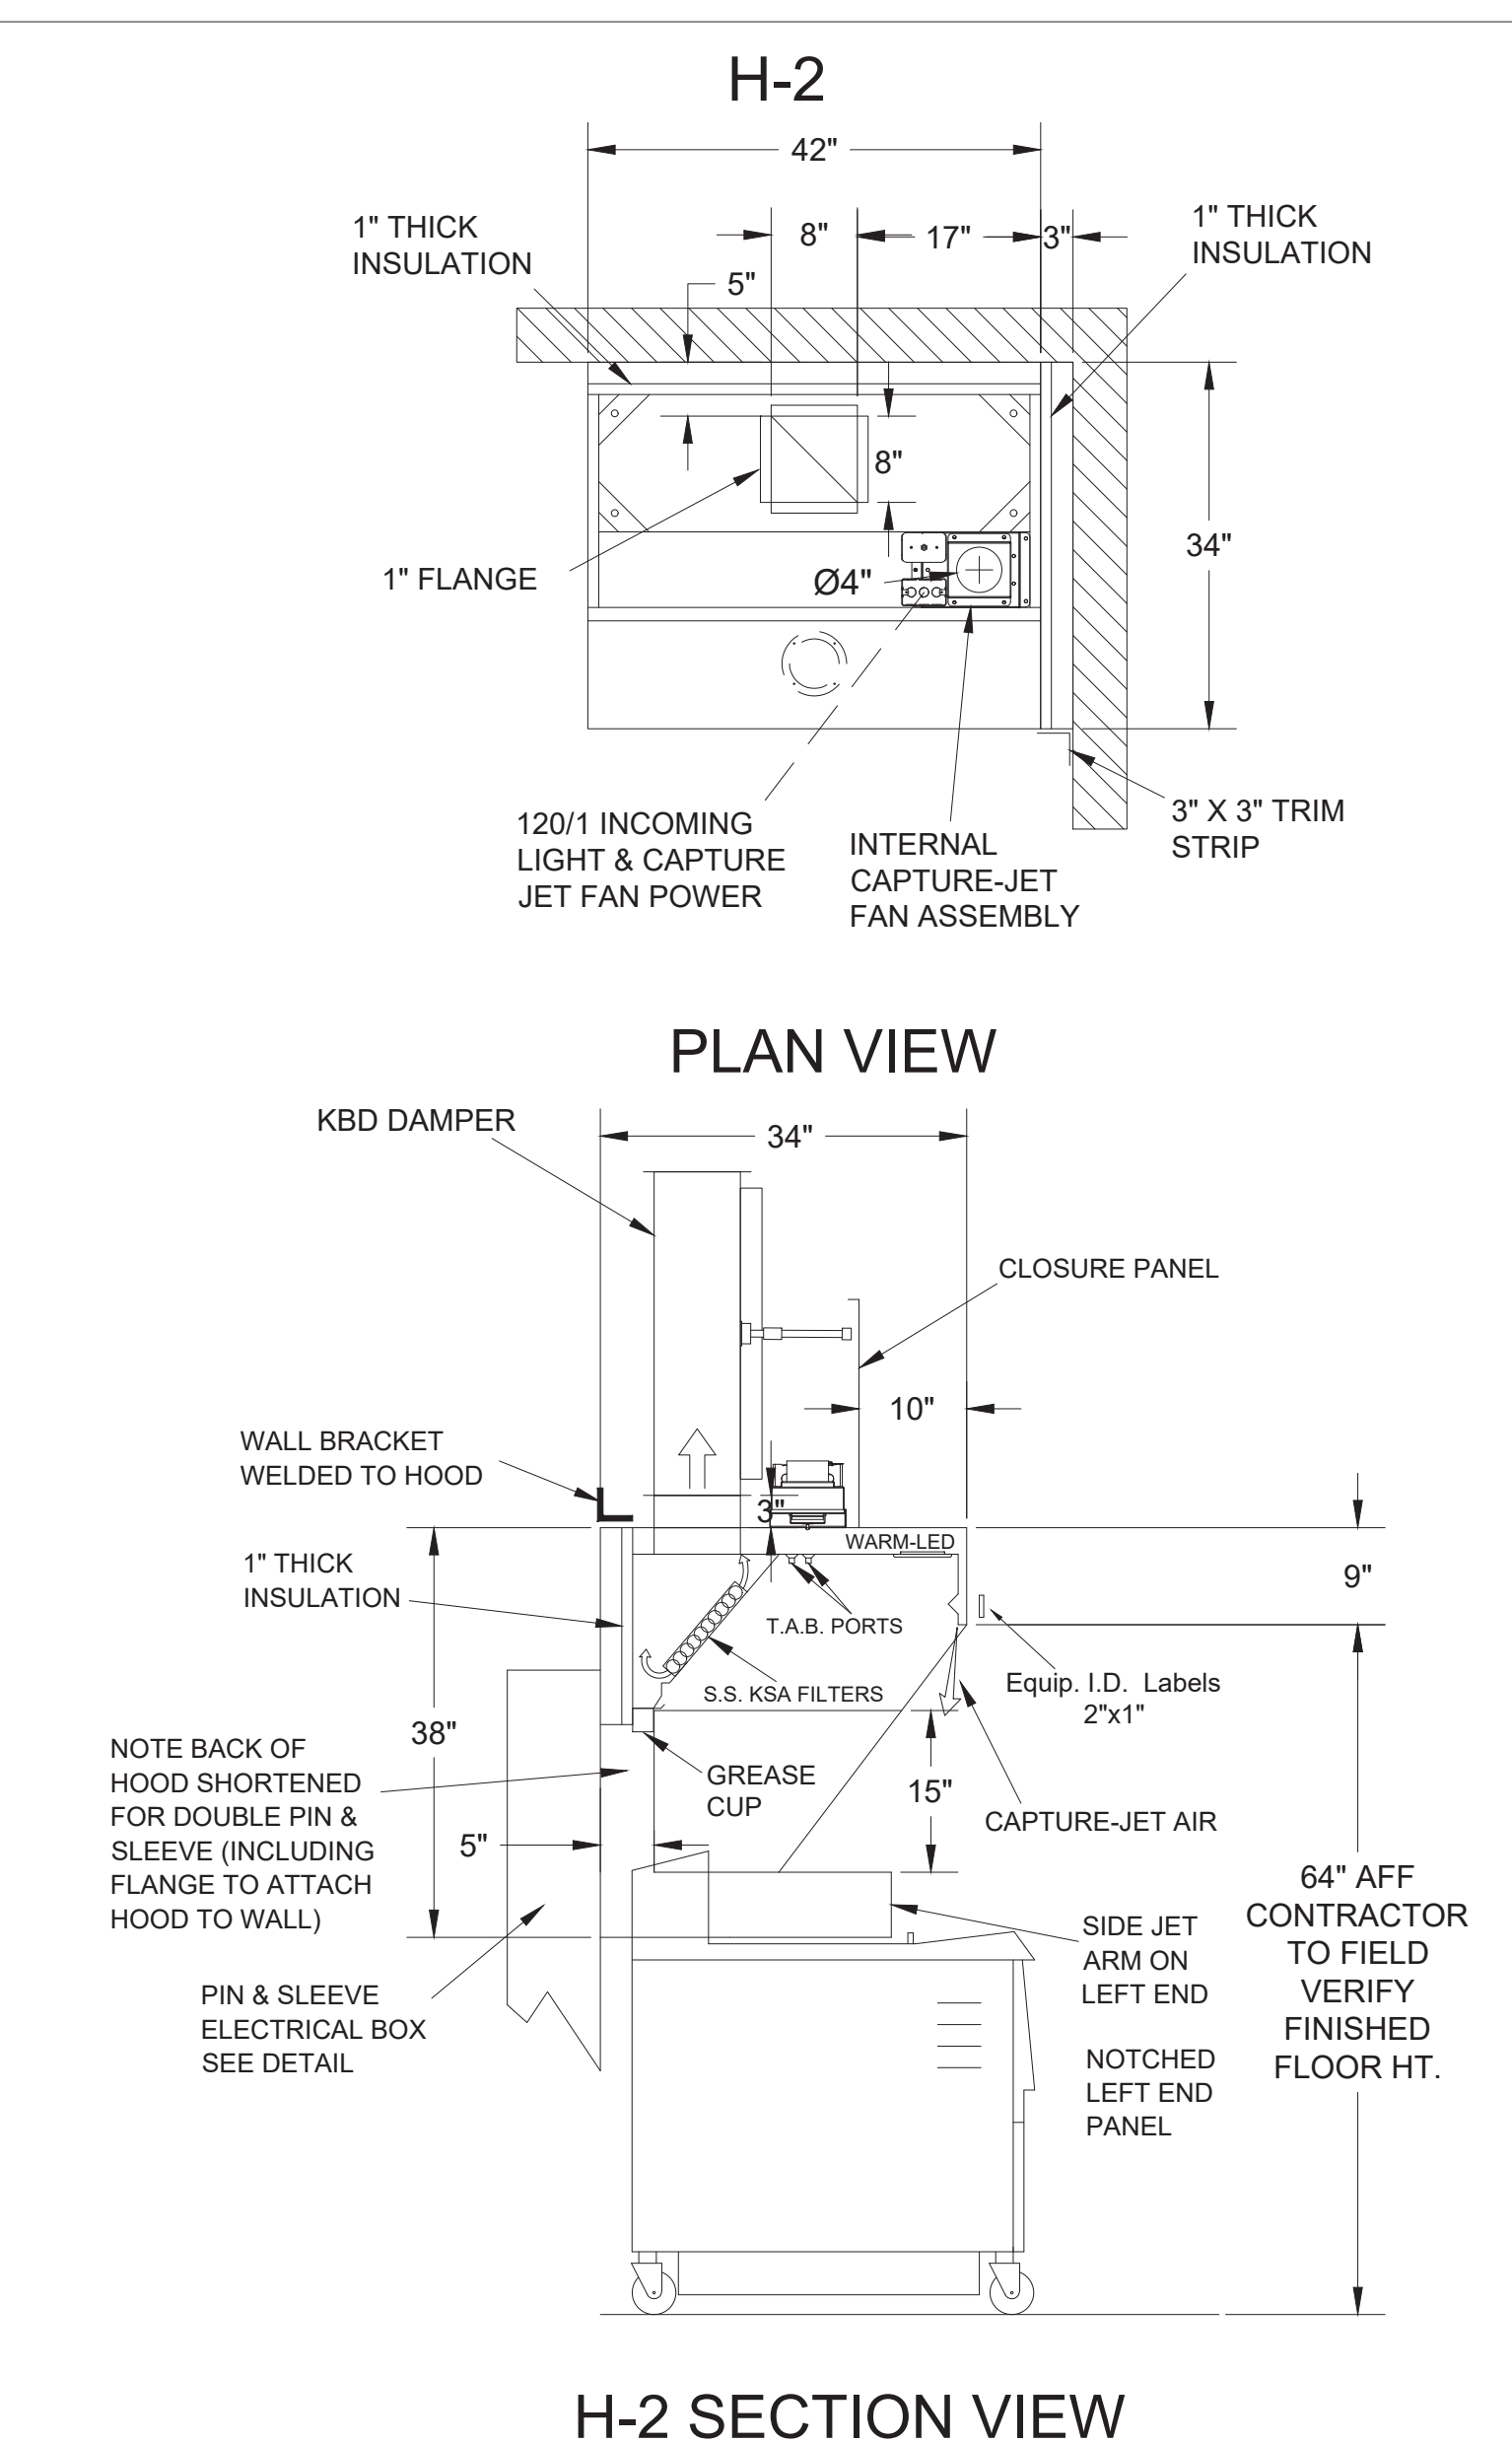 H-2
42"
1" THICK
INSULATION
8"
17"
3"
1" THICK
INSULATION
5"
8"
34"
1" FLANGE
Ø4"
120/1 INCOMING
LIGHT & CAPTURE
JET FAN POWER
INTERNAL
CAPTURE-JET
FAN ASSEMBLY
3" X 3" TRIM
STRIP
PLAN VIEW
KBD DAMPER
34"
CLOSURE PANEL
10"
WALL BRACKET
WELDED TO HOOD
3"
WARM-LED
1" THICK
INSULATION
9"
T.A.B. PORTS
S.S. KSA FILTERS
Equip. I.D. Labels
2"x1"
38"
NOTE BACK OF
HOOD SHORTENED
FOR DOUBLE PIN &
SLEEVE (INCLUDING
FLANGE TO ATTACH
HOOD TO WALL)
GREASE
CUP
15"
CAPTURE-JET AIR
5"
64" AFF
CONTRACTOR
TO FIELD
VERIFY
FINISHED
FLOOR HT.
SIDE JET
ARM ON
LEFT END
PIN & SLEEVE
ELECTRICAL BOX
SEE DETAIL
NOTCHED
LEFT END
PANEL
H-2 SECTION VIEW